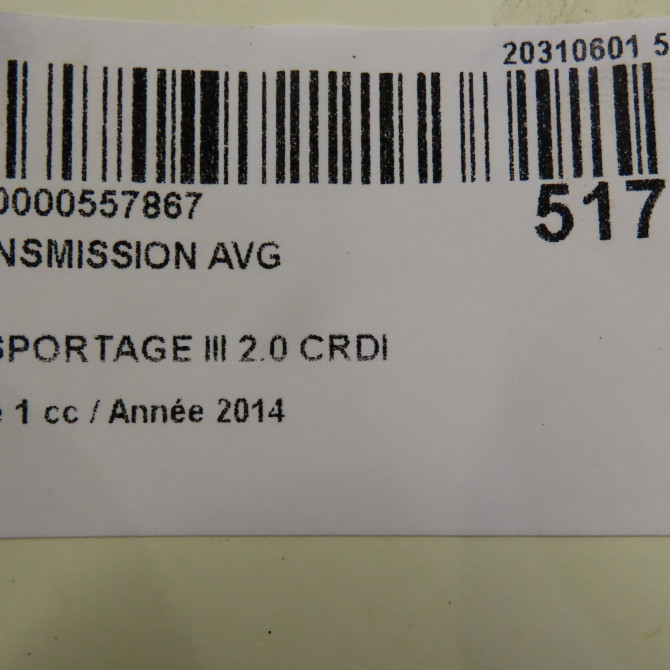 20310601 5
0000557867
517
NSMISSION AVG
SPORTAGE III 2.0 CRDI
e 1 cc / Année 2014